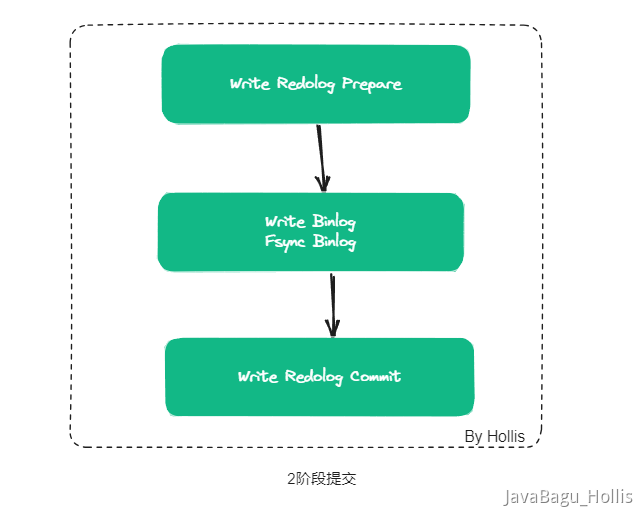 Write Redolog Prepare
Write Binlog
Fsync Binlog
Write Redolog Commit
By Hollis
2阶段提交
JavaBagu_Hollis